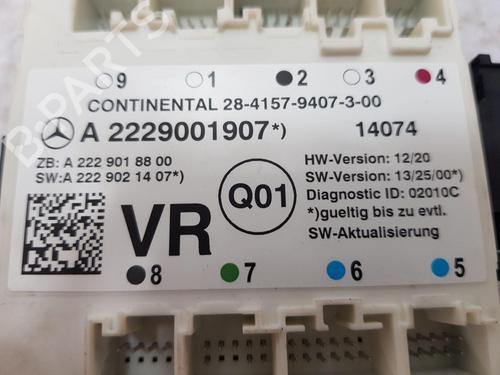 B-PARTS
9 1 2 3 4
CONTINENTAL 28-4157-9407-3-00
A 2229001907*) 14074
ZB: A 222 901 88 00
SW:A 222 902 14 07*)
HW-Version: 12/20
SW-Version: 13/25/00*)
Diagnostic ID: 02010C
*)gueltig bis zu evtl.
SW-Aktualisierung
VR
Q01
8 7 6 5